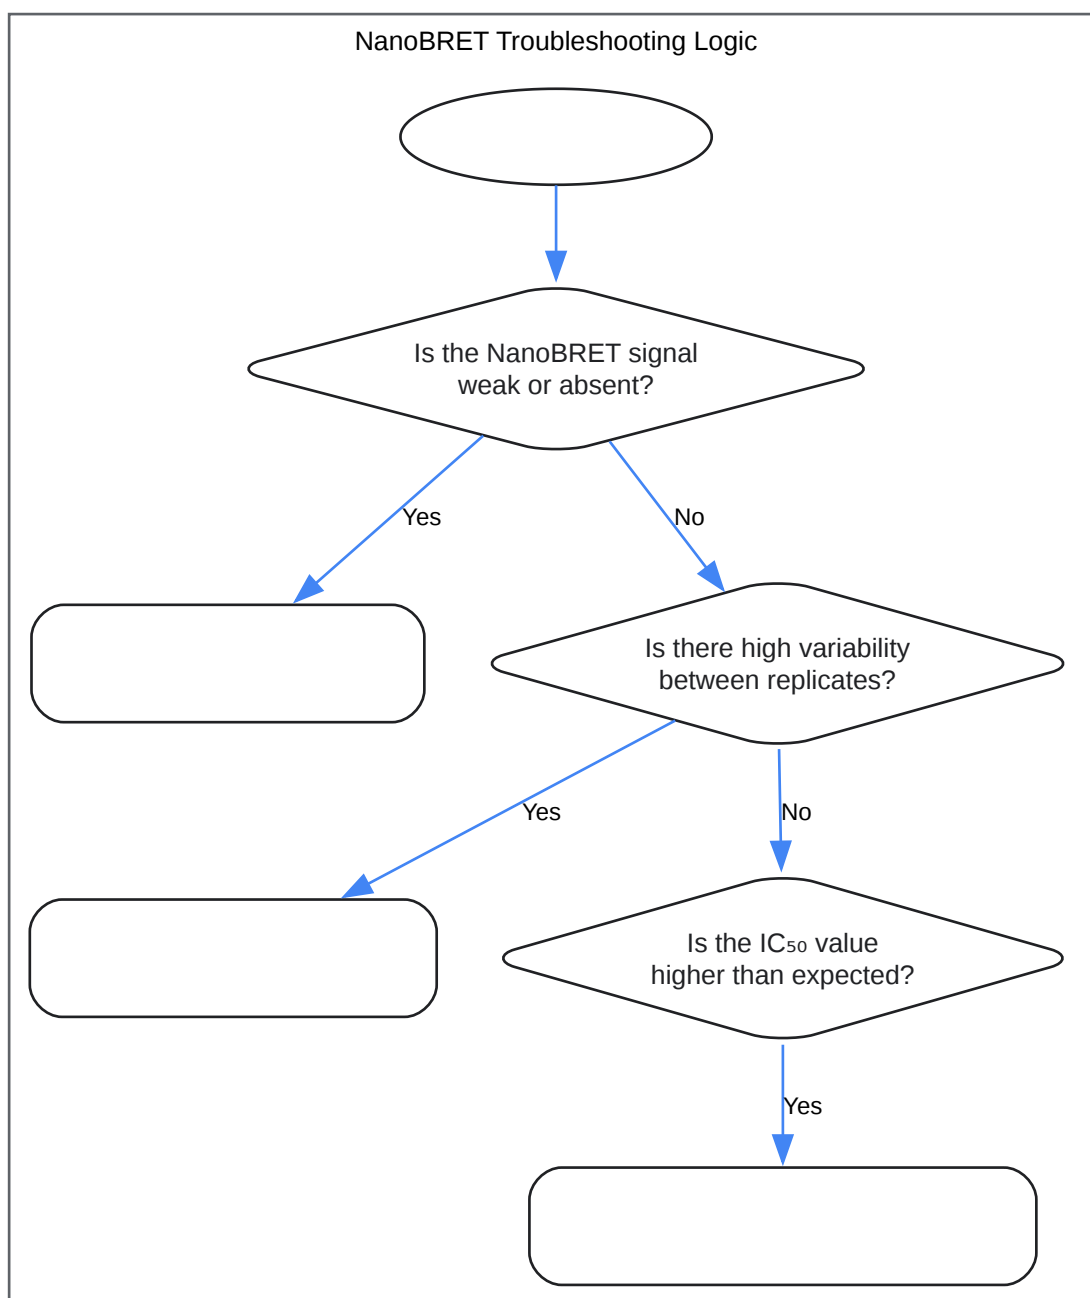 NanoBRET Troubleshooting Logic
Is the NanoBRET signal
weak or absent?
Yes
No
Is there high variability
between replicates?
Yes
No
Is the IC₅₀ value
higher than expected?
Yes